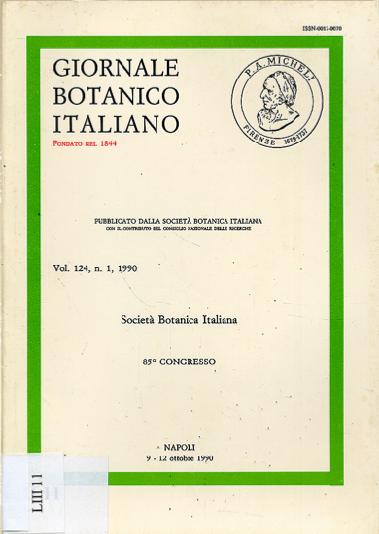 ISSN-0017-0070
GIORNALE
BOTANICO
ITALIANO
FONDATO NEL 1844
P. A. MICHELI
FIRENZE 1679-1737
PUBBLICATO DALLA SOCIETÀ BOTANICA ITALIANA
CON IL CONTRIBUTO DEL CONSIGLIO NAZIONALE DELLE RICERCHE
Vol. 124, n. 1, 1990
Società Botanica Italiana
85° CONGRESSO
NAPOLI
9 - 12 ottobre 1990
LIII 11